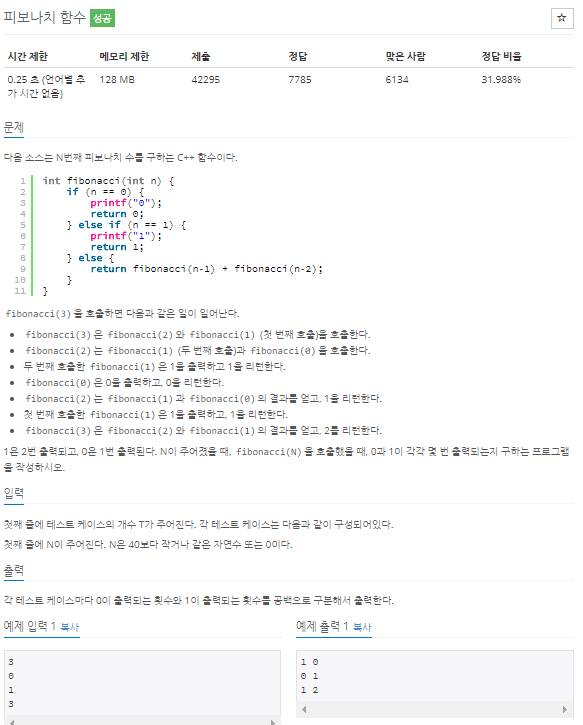 피보나치 함수 성공
☆
시간 제한 메모리 제한 제출 정답 맞은 사람 정답 비율
0.25 초 (언어별 추 128 MB 42295 7785 6134 31.988%
가 시간 없음)
문제
다음 소스는 N번째 피보나치 수를 구하는 C++ 함수이다.
1 int fibonacci(int n) {
2 if (n == 0) {
3 printf("0");
4 return 0;
5 } else if (n == 1) {
6 printf("1");
7 return 1;
8 } else {
9 return fibonacci(n-1) + fibonacci(n-2);
10 }
11 }
fibonacci(3)을 호출하면 다음과 같은 일이 일어난다.
• fibonacci(3)은 fibonacci(2)와 fibonacci(1) (첫 번째 호출)을 호출한다.
• fibonacci(2)는 fibonacci(1) (두 번째 호출)과 fibonacci(0)을 호출한다.
• 두 번째 호출한 fibonacci(1)은 1을 출력하고 1을 리턴한다.
• fibonacci(0)은 0을 출력하고, 0을 리턴한다.
• fibonacci(2)는 fibonacci(1)과 fibonacci(0)의 결과를 얻고, 1을 리턴한다.
• 첫 번째 호출한 fibonacci(1)은 1을 출력하고, 1을 리턴한다.
• fibonacci(3)은 fibonacci(2)와 fibonacci(1)의 결과를 얻고, 2를 리턴한다.
1은 2번 출력되고, 0은 1번 출력된다. N이 주어졌을 때, fibonacci(N)을 호출했을 때, 0과 1이 각각 몇 번 출력되는지 구하는 프로그램
을 작성하시오.
입력
첫째 줄에 테스트 케이스의 개수 T가 주어진다. 각 테스트 케이스는 다음과 같이 구성되어있다.
첫째 줄에 N이 주어진다. N은 40보다 작거나 같은 자연수 또는 0이다.
출력
각 테스트 케이스마다 0이 출력되는 횟수와 1이 출력되는 횟수를 공백으로 구분해서 출력한다.
예제 입력 1 복사
3
0
1
3
예제 출력 1 복사
1 0
0 1
1 2